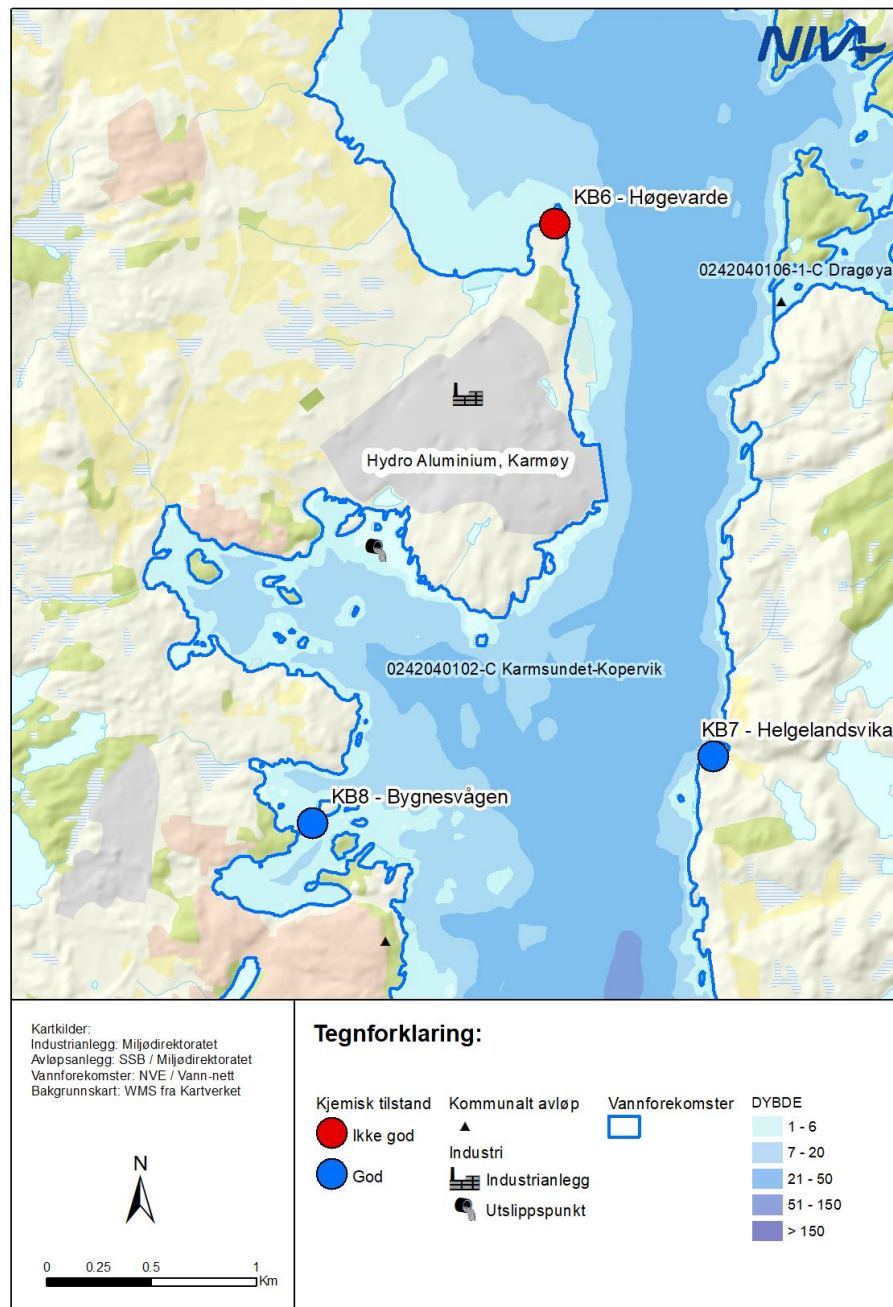 NIVA
KB6 - Høgevarde
0242040106-1-C Dragøya
Hydro Aluminium, Karmøy
0242040102-C Karmsundet-Kopervik
KB7 - Helgelandsvika
KB8 - Bygnesvågen
Kartkilder:
Industrianlegg: Miljødirektoratet
Avløpsanlegg: SSB / Miljødirektoratet
Vannforekomster: NVE / Vann-nett
Bakgrunnskart: WMS fra Kartverket
N
0 0.25 0.5 1
Km
Tegnforklaring:
Kjemisk tilstand
Ikke god
God
Kommunalt avløp
Industri
Industrianlegg
Utslippspunkt
Vannforekomster
DYBDE
1 - 6
7 - 20
21 - 50
51 - 150
> 150